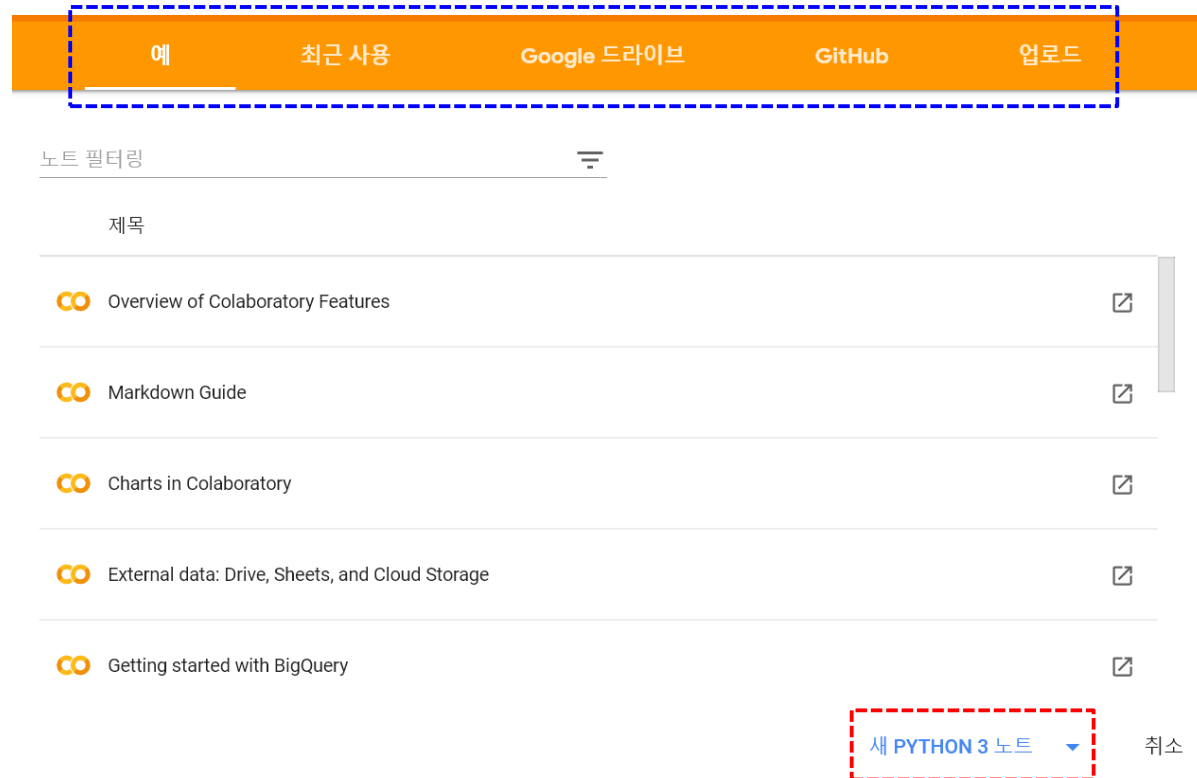 예 최근 사용 Google 드라이브 GitHub 업로드
노트 필터링
제목
Overview of Colaboratory Features
Markdown Guide
Charts in Colaboratory
External data: Drive, Sheets, and Cloud Storage
Getting started with BigQuery
새 PYTHON 3 노트 취소